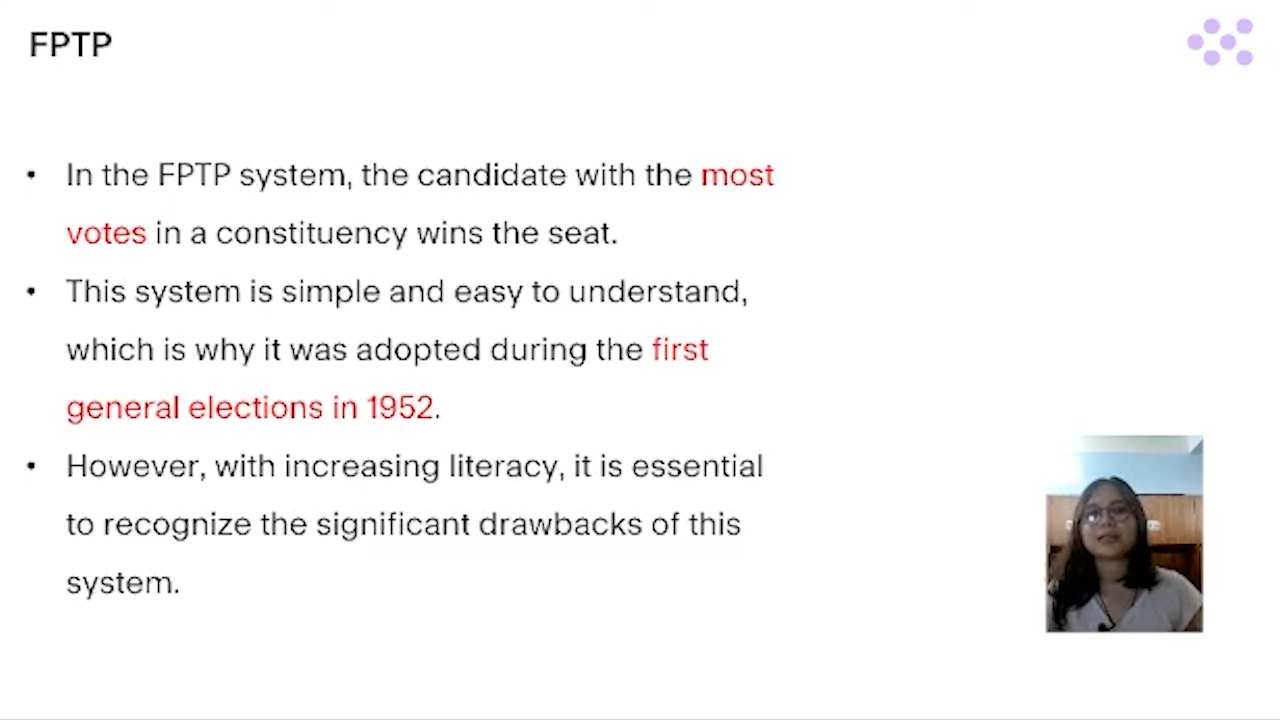 FPTP
• In the FPTP system, the candidate with the most
votes in a constituency wins the seat.
• This system is simple and easy to understand,
which is why it was adopted during the first
general elections in 1952.
• However, with increasing literacy, it is essential
to recognize the significant drawbacks of this
system.